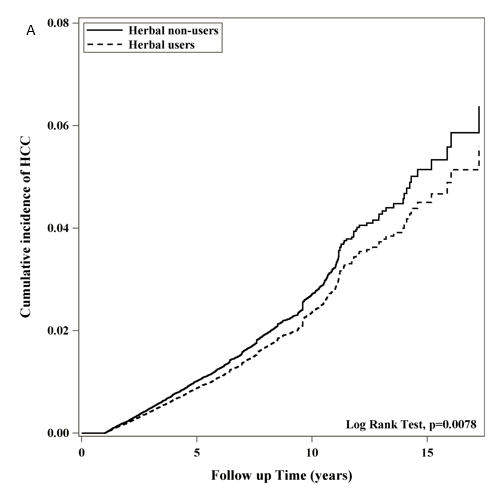 A
Herbal non-users
Herbal users
Cumulative incidence of HCC
0.08
0.06
0.04
0.02
0.00
Log Rank Test, p=0.0078
0 5 10 15
Follow up Time (years)